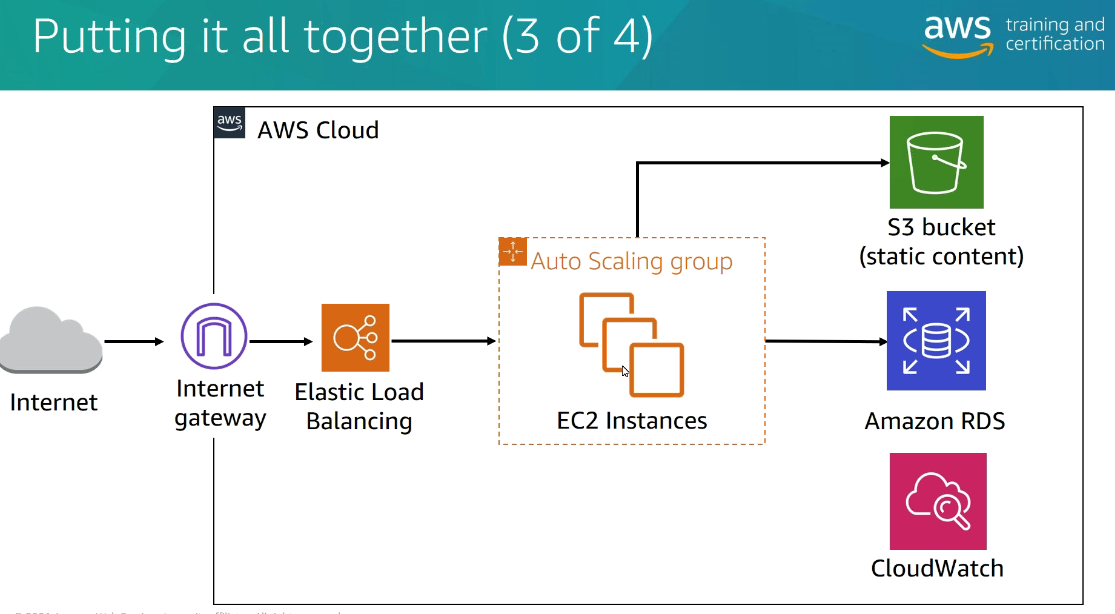 Putting it all together (3 of 4)
aws
training and
certification
aws
AWS Cloud
S3 bucket
(static content)
Auto Scaling group
Internet
Internet
gateway
Elastic Load
Balancing
EC2 Instances
Amazon RDS
CloudWatch